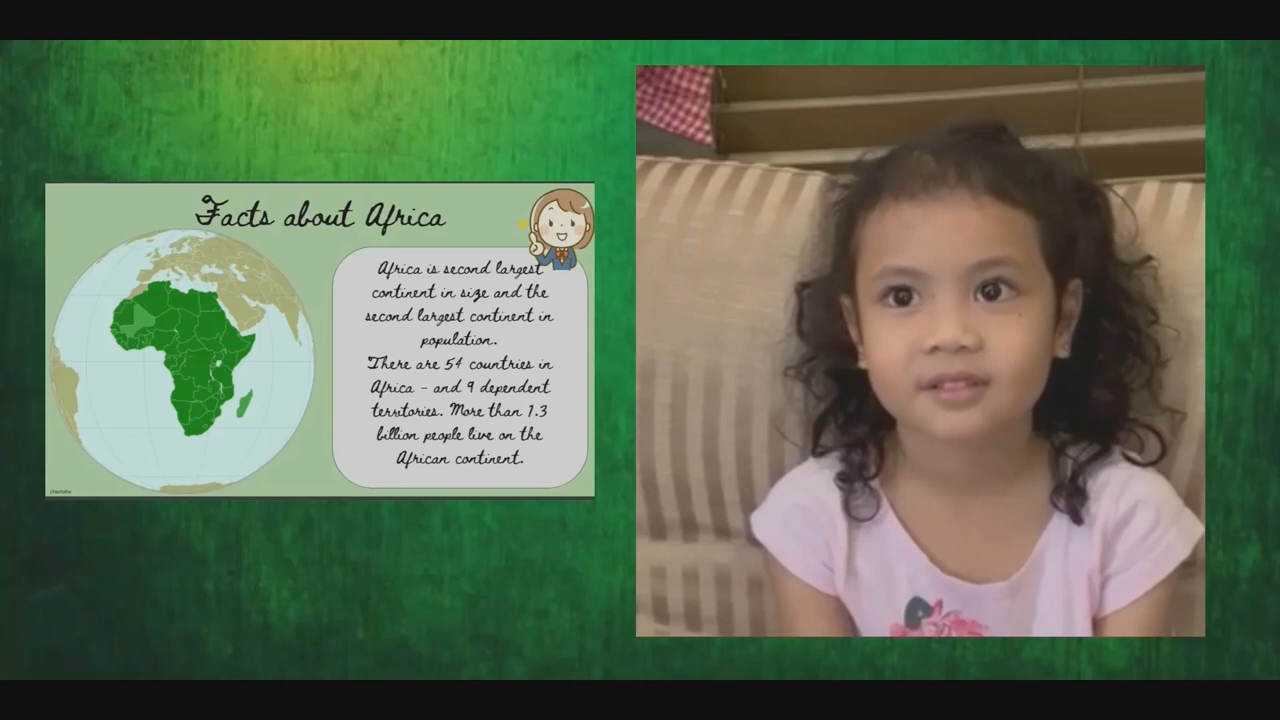 Facts about Africa
Africa is second largest
continent in size and the
second largest continent in
population.
There are 54 countries in
Africa - and 9 dependent
territories. More than 1.3
billion people live on the
African continent.
charlotte